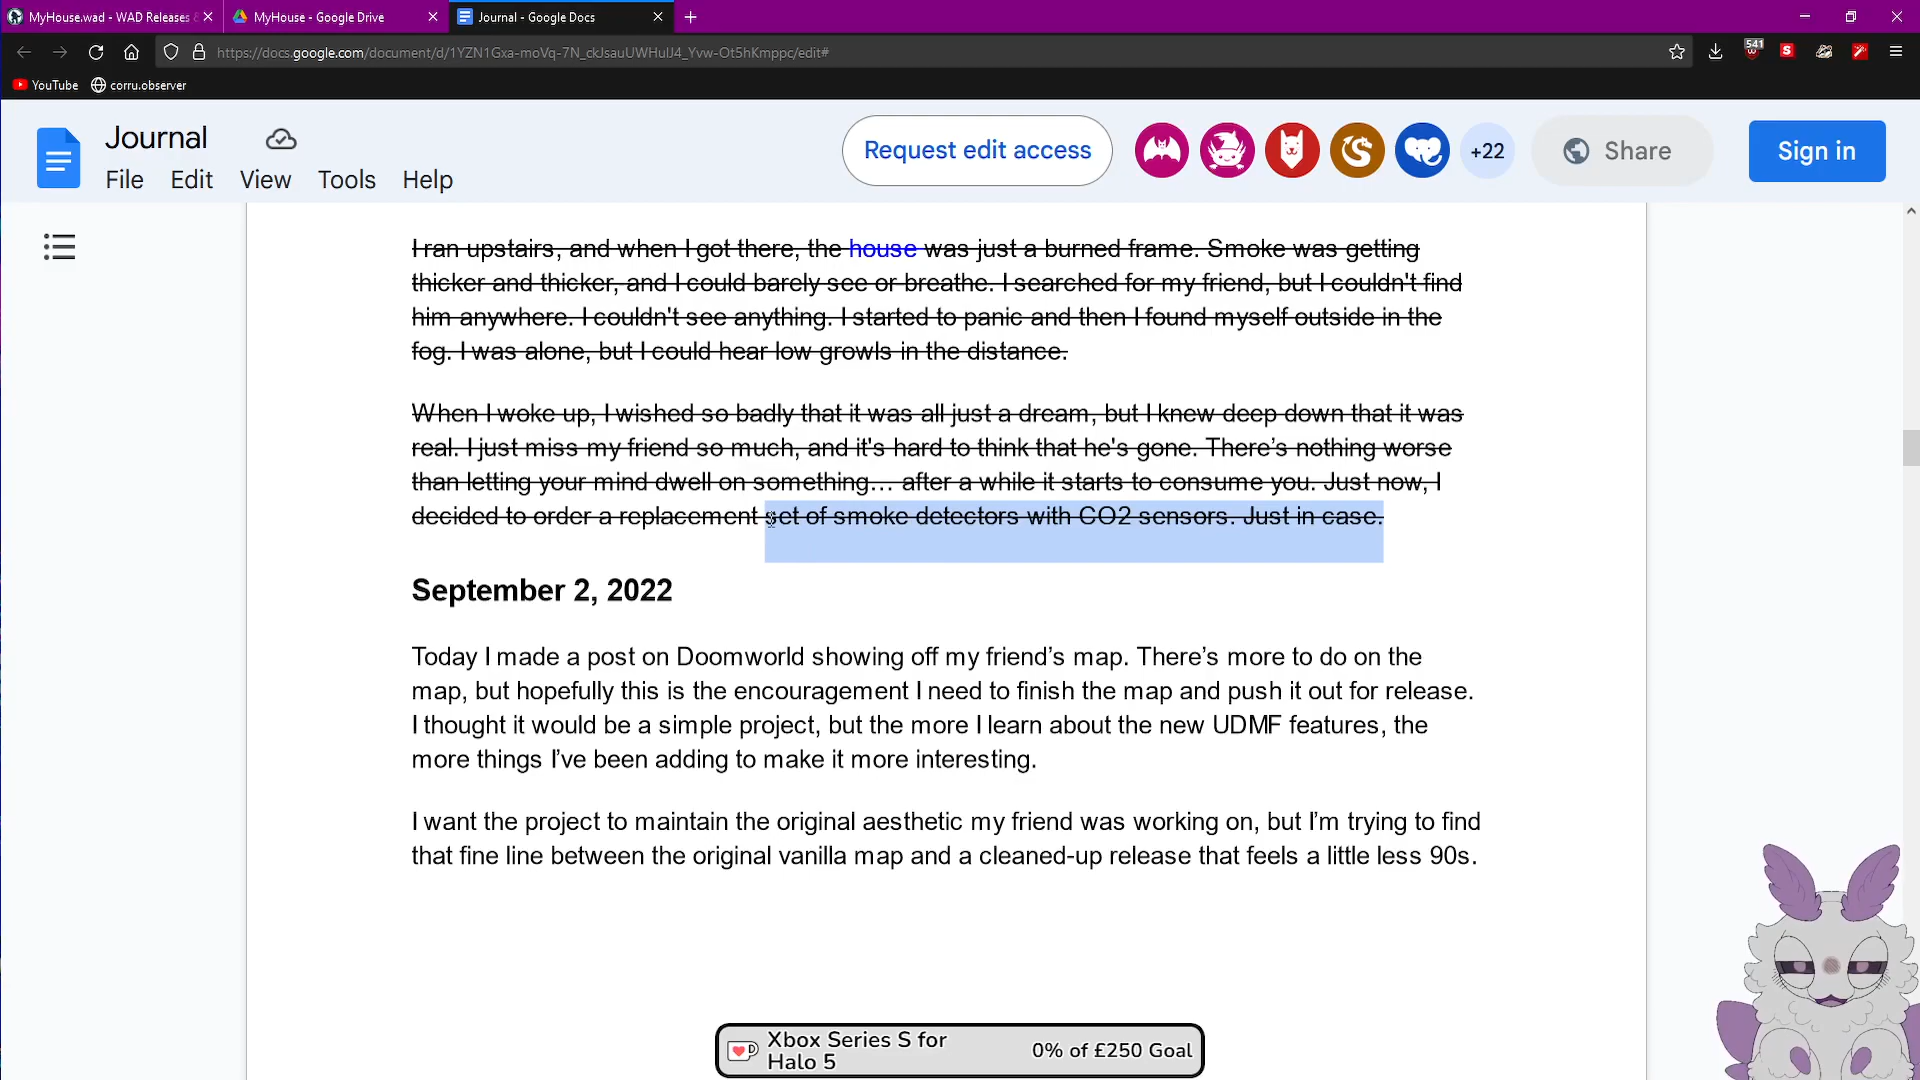 MyHouse.wad - WAD Releases &
MyHouse - Google Drive
Journal - Google Docs
https://docs.google.com/document/d/1YZN1Gxa-moVq-7N_ckJsauUWHulJ4_Yvw-Ot5hKmppc/edit#
541
S
YouTube
corru.observer
Journal
File Edit View Tools Help
Request edit access
+22
Share
Sign in
I ran upstairs, and when I got there, the house was just a burned frame. Smoke was getting
thicker and thicker, and I could barely see or breathe. I searched for my friend, but I couldn't find
him anywhere. I couldn't see anything. I started to panic and then I found myself outside in the
fog. I was alone, but I could hear low growls in the distance.
When I woke up, I wished so badly that it was all just a dream, but I knew deep down that it was
real. I just miss my friend so much, and it's hard to think that he's gone. There’s nothing worse
than letting your mind dwell on something… after a while it starts to consume you. Just now, I
decided to order a replacement set of smoke detectors with CO2 sensors. Just in case.
September 2, 2022
Today I made a post on Doomworld showing off my friend’s map. There’s more to do on the
map, but hopefully this is the encouragement I need to finish the map and push it out for release.
I thought it would be a simple project, but the more I learn about the new UDMF features, the
more things I’ve been adding to make it more interesting.
I want the project to maintain the original aesthetic my friend was working on, but I’m trying to find
that fine line between the original vanilla map and a cleaned-up release that feels a little less 90s.
Xbox Series S for
Halo 5
0% of £250 Goal